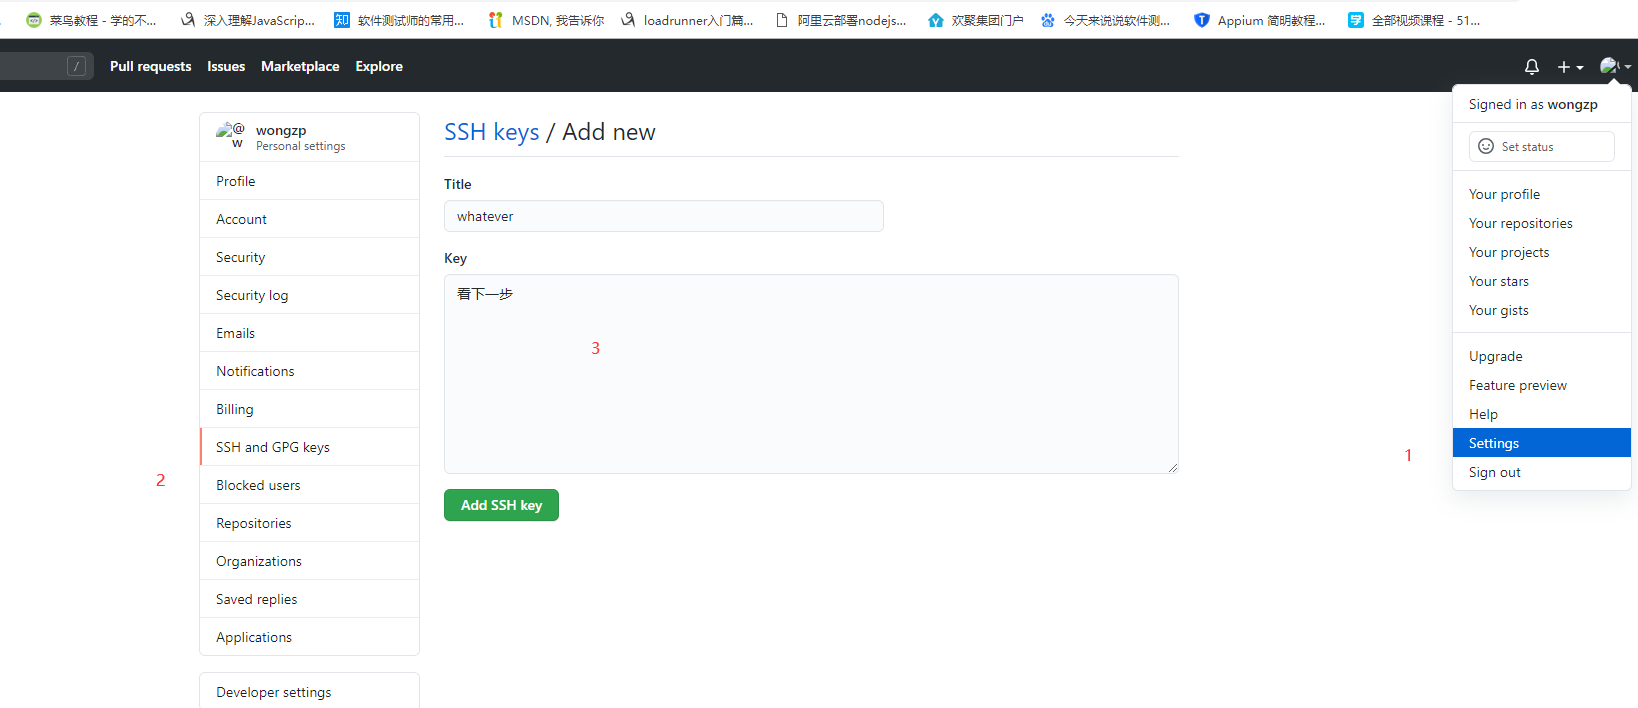 菜鸟教程 - 学的不... 深入理解JavaScrip... 知 软件测试师的常用... MSDN, 我告诉你 loadrunner入门篇... 阿里云部署nodejs... 欢聚集团门户 今天来说说软件测... Appium 简明教程... 全部视频课程 - 51...
/ Pull requests Issues Marketplace Explore
Signed in as wongzp
Set status
Your profile
Your repositories
Your projects
Your stars
Your gists
Upgrade
Feature preview
Help
Settings
Sign out
1
@w wongzp
Personal settings
Profile
Account
Security
Security log
Emails
Notifications
Billing
SSH and GPG keys
Blocked users
Repositories
Organizations
Saved replies
Applications
Developer settings
2
SSH keys / Add new
Title
whatever
Key
看下一步
3
Add SSH key